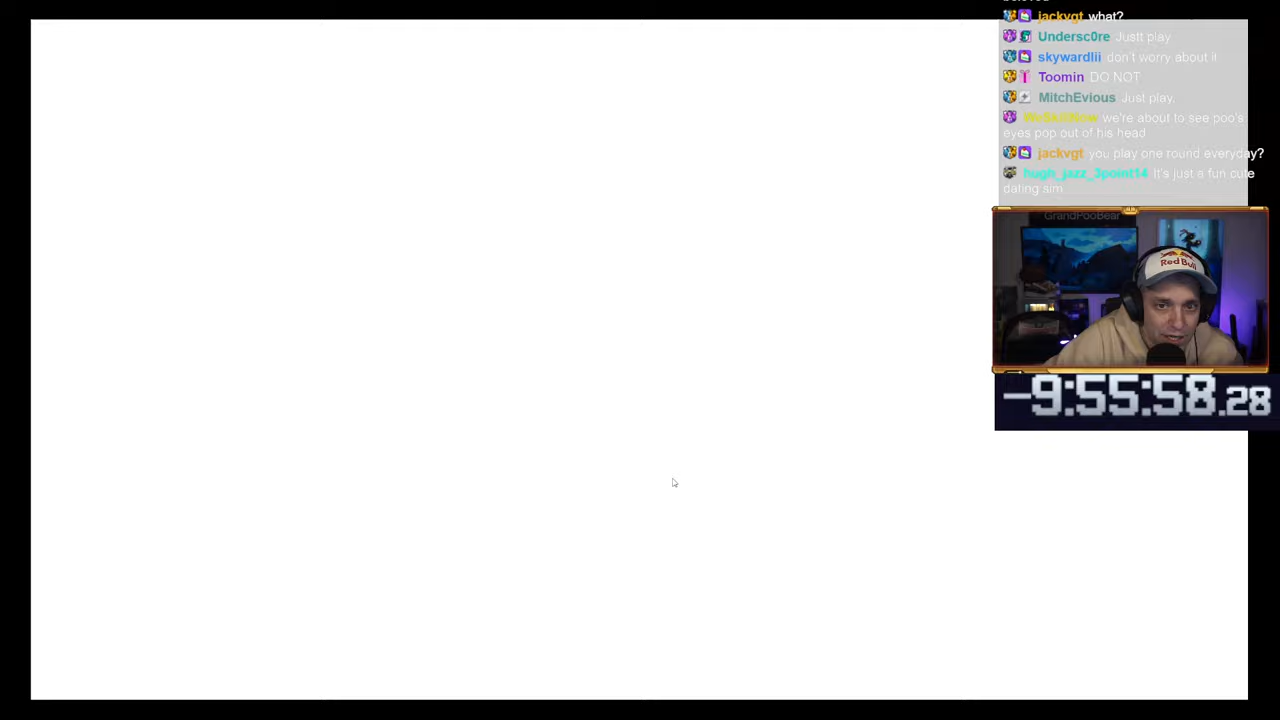 jackvgt what?
Undersc0re Justt play
skywardlii don't worry about it
Toomin DO NOT
MitchEvious Just play.
we're about to see poo's
eyes pop out of his head
jackvgt you play one round everyday?
hugh_jazz_3point14 It's just a fun cute
dating sim
GrandPooBear
Red Bull
-9:55:58.28